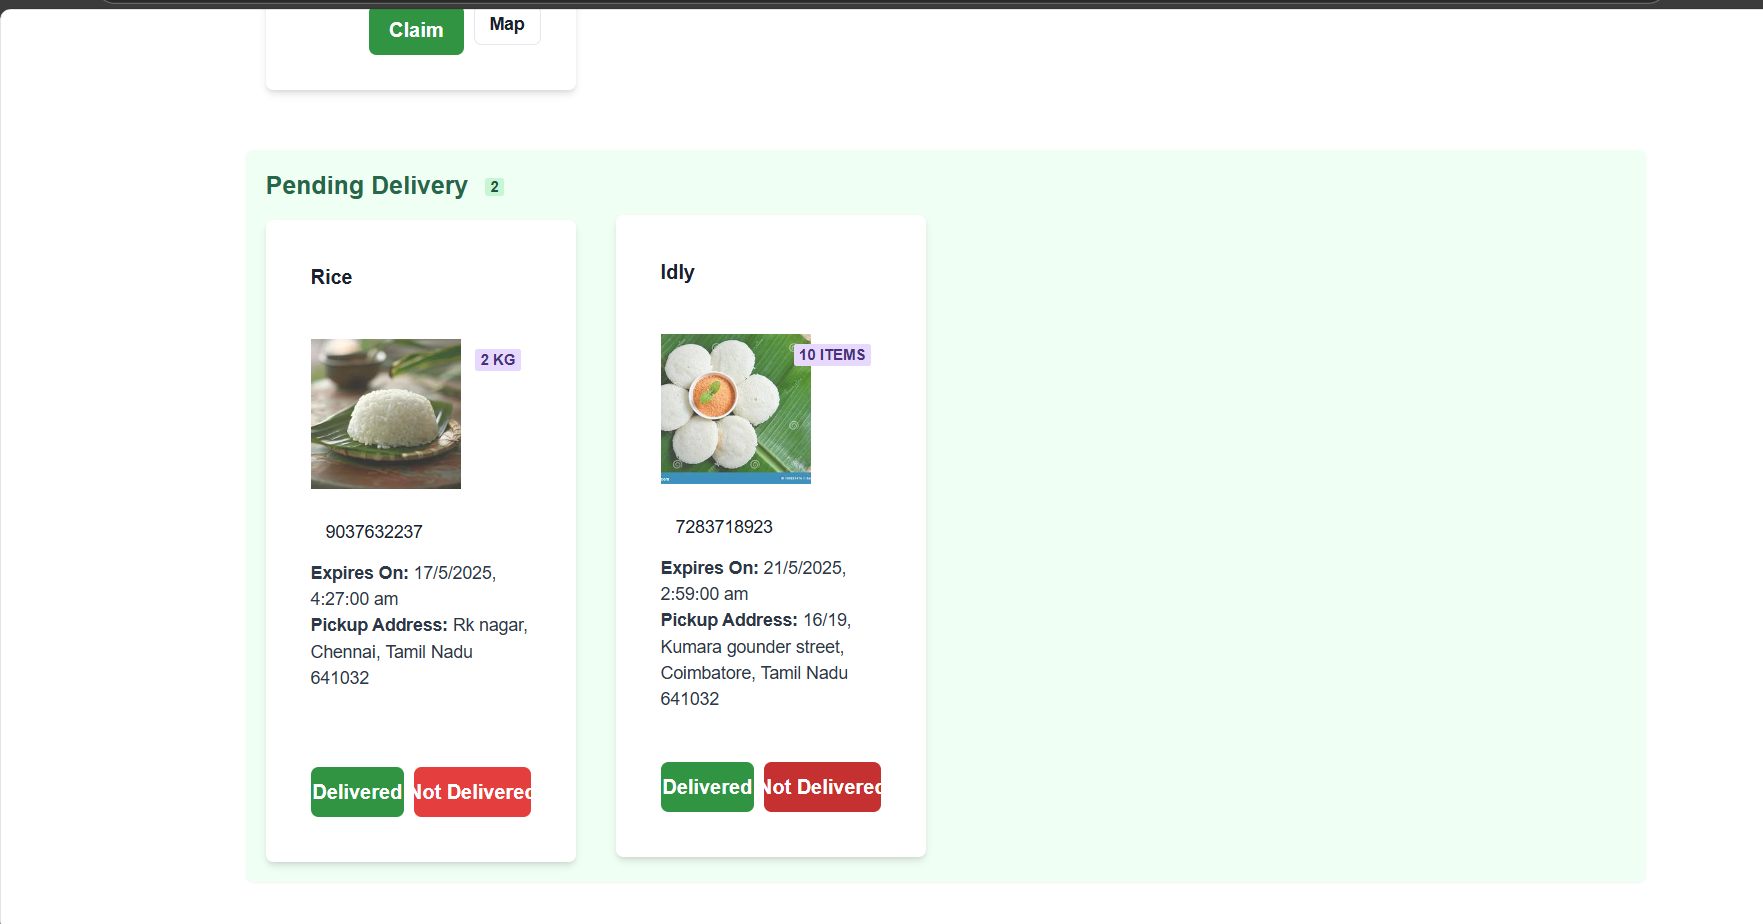 Claim
Map
Pending Delivery 2
Rice
2 KG
9037632237
Expires On: 17/5/2025,
4:27:00 am
Pickup Address: Rk nagar,
Chennai, Tamil Nadu
641032
Delivered
Not Delivered
Idly
10 ITEMS
7283718923
Expires On: 21/5/2025,
2:59:00 am
Pickup Address: 16/19,
Kumara gounder street,
Coimbatore, Tamil Nadu
641032
Delivered
Not Delivered